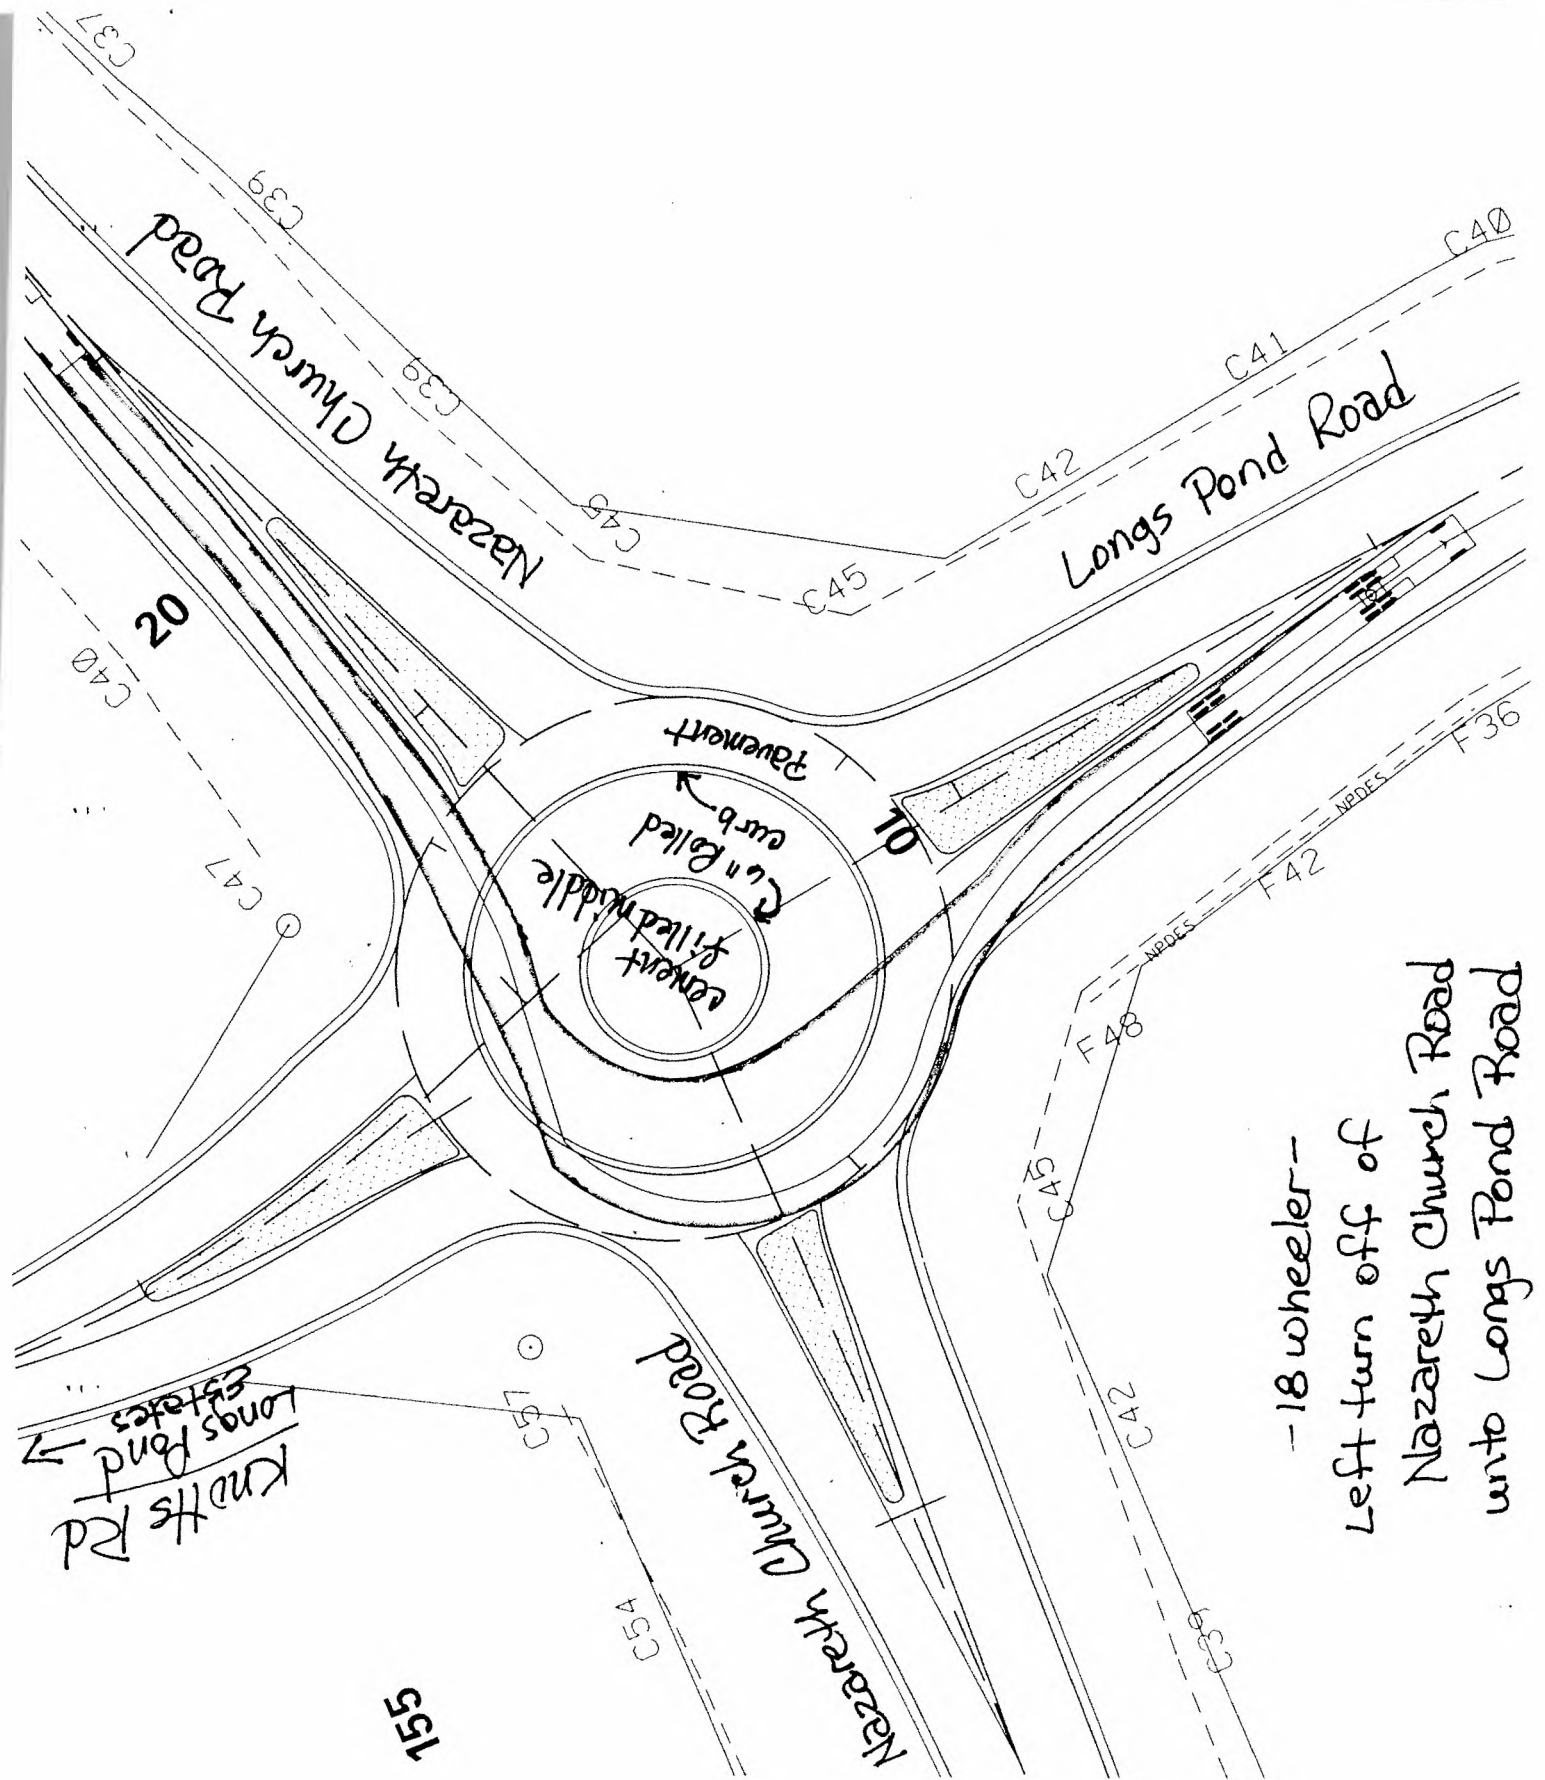 C37
C39
Nazareth Church Road
C39
C45
C45
C42
C41
C40
Longs Pond Road
20
C40
C47
Pavement
6" Rolled
curb
cement
filled middle
10
F36
NPDES
F42
NPDES
F48
C45
C42
C39
Knotts Rd
Longs Pond
Estates
C57
C54
155
Nazareth Church Road
-18 wheeler-
Left turn off of
Nazareth Church Road
unto Longs Pond Road